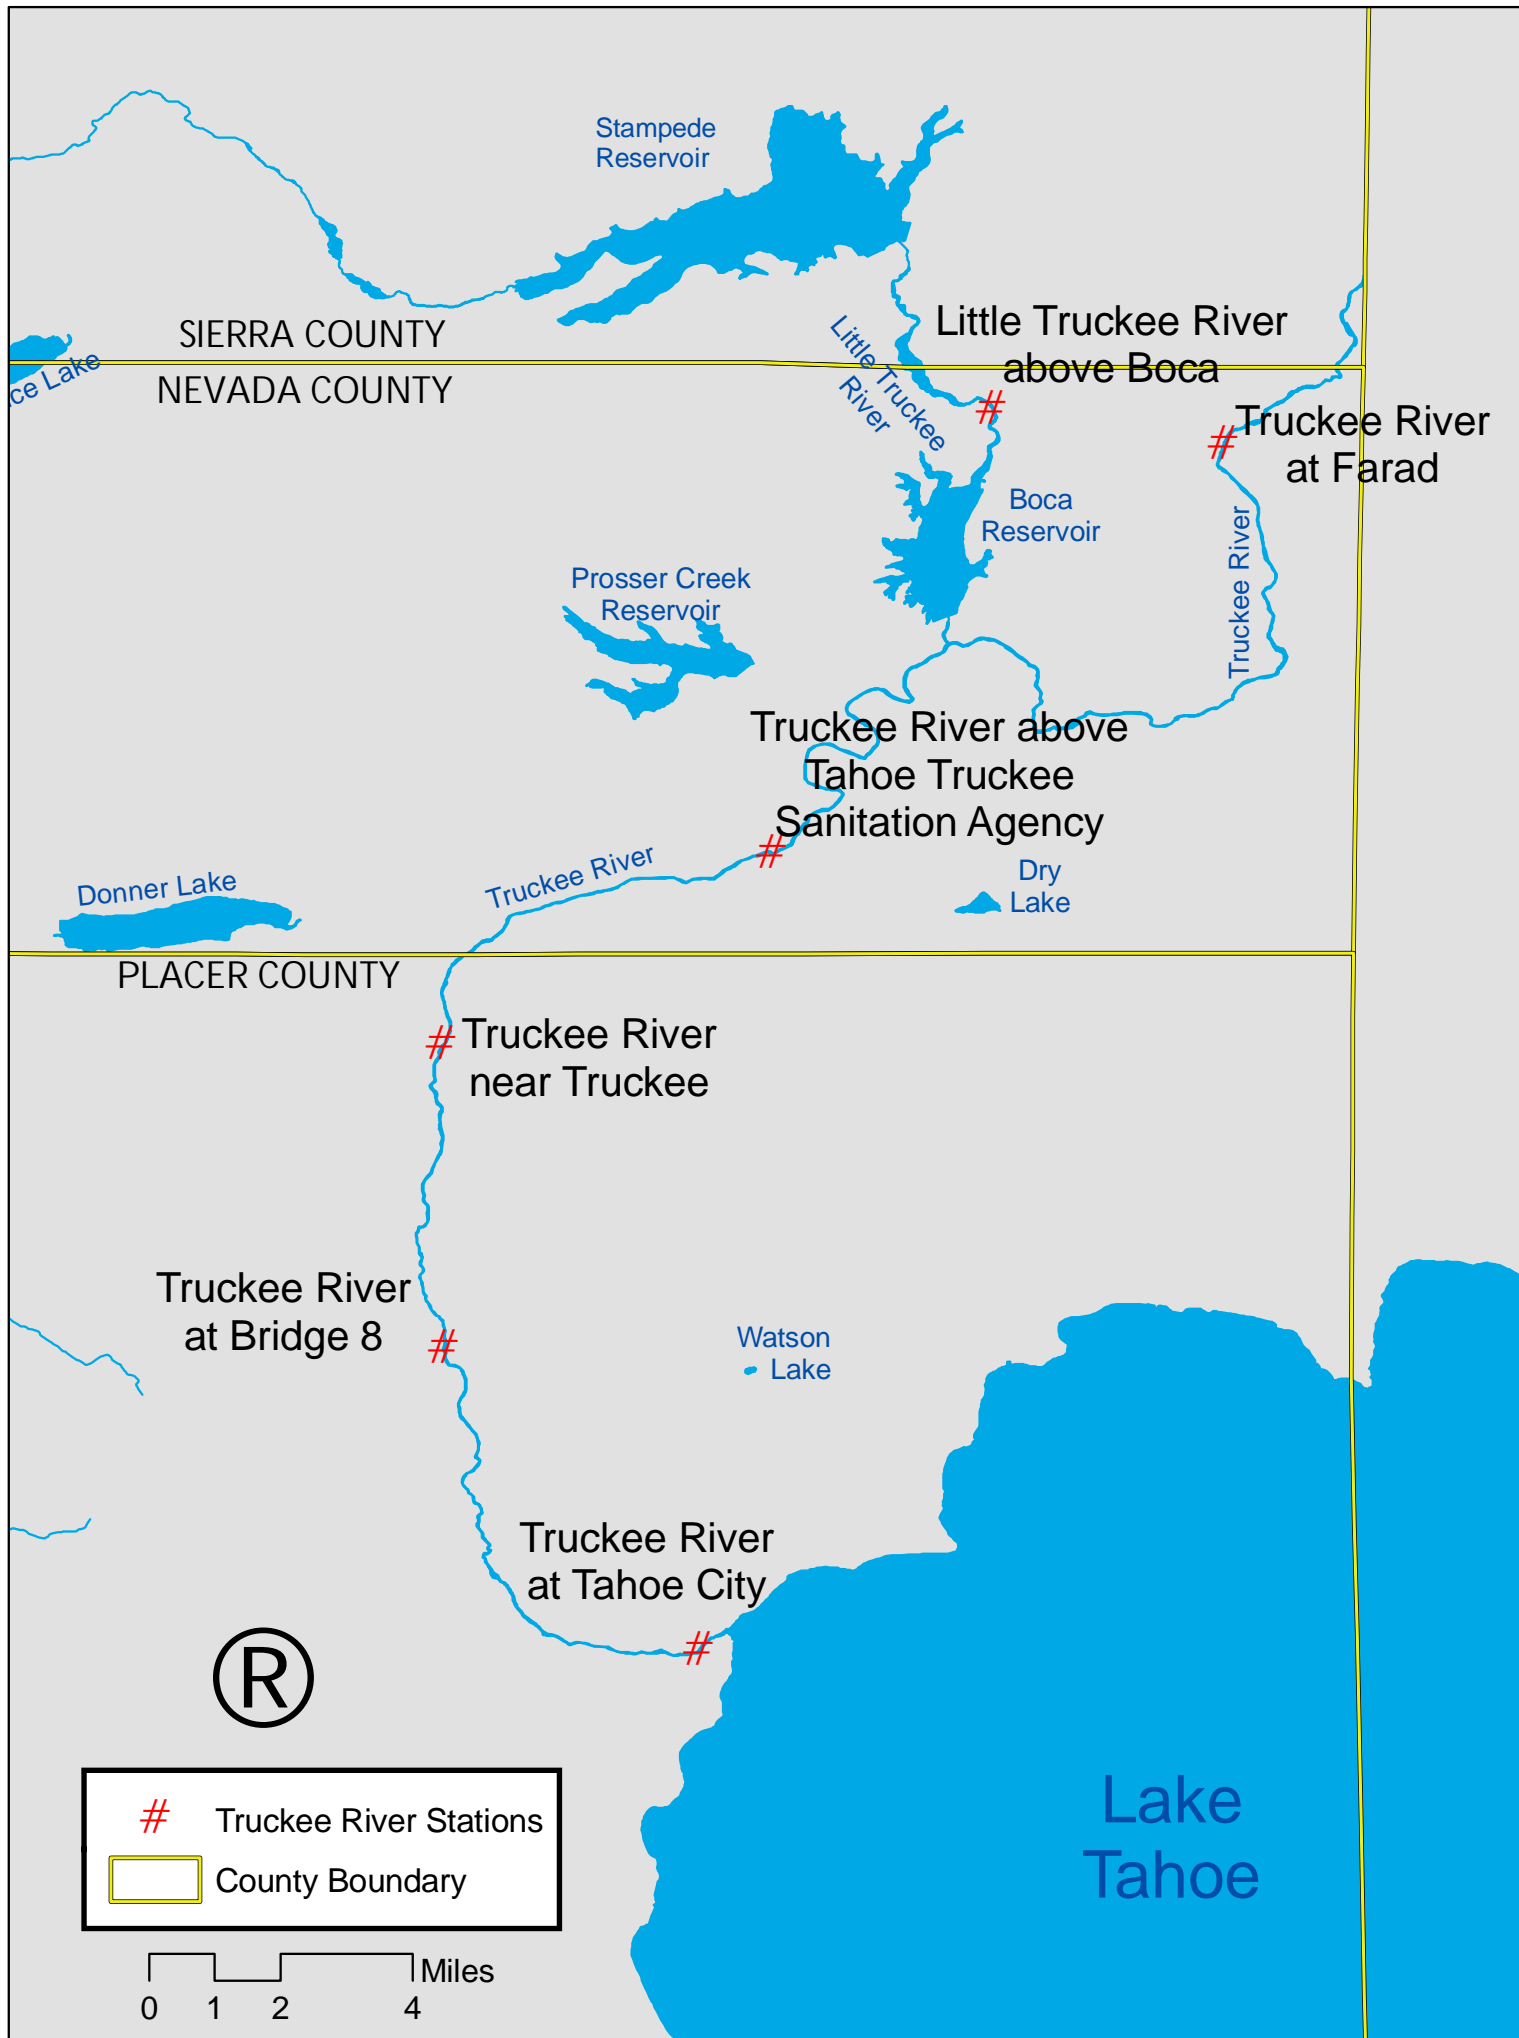 Stampede
Reservoir
SIERRA COUNTY
Little Truckee River
above Boca
Little Truckee
River
ce Lake
NEVADA COUNTY
Truckee River
at Farad
Boca
Reservoir
Truckee River
Prosser Creek
Reservoir
Truckee River above
Tahoe Truckee
Sanitation Agency
Truckee River
Donner Lake
Dry
Lake
PLACER COUNTY
Truckee River
near Truckee
Truckee River
at Bridge 8
Watson
Lake
Truckee River
at Tahoe City
®
Lake
Tahoe
# Truckee River Stations
County Boundary
Miles
0 1 2 4